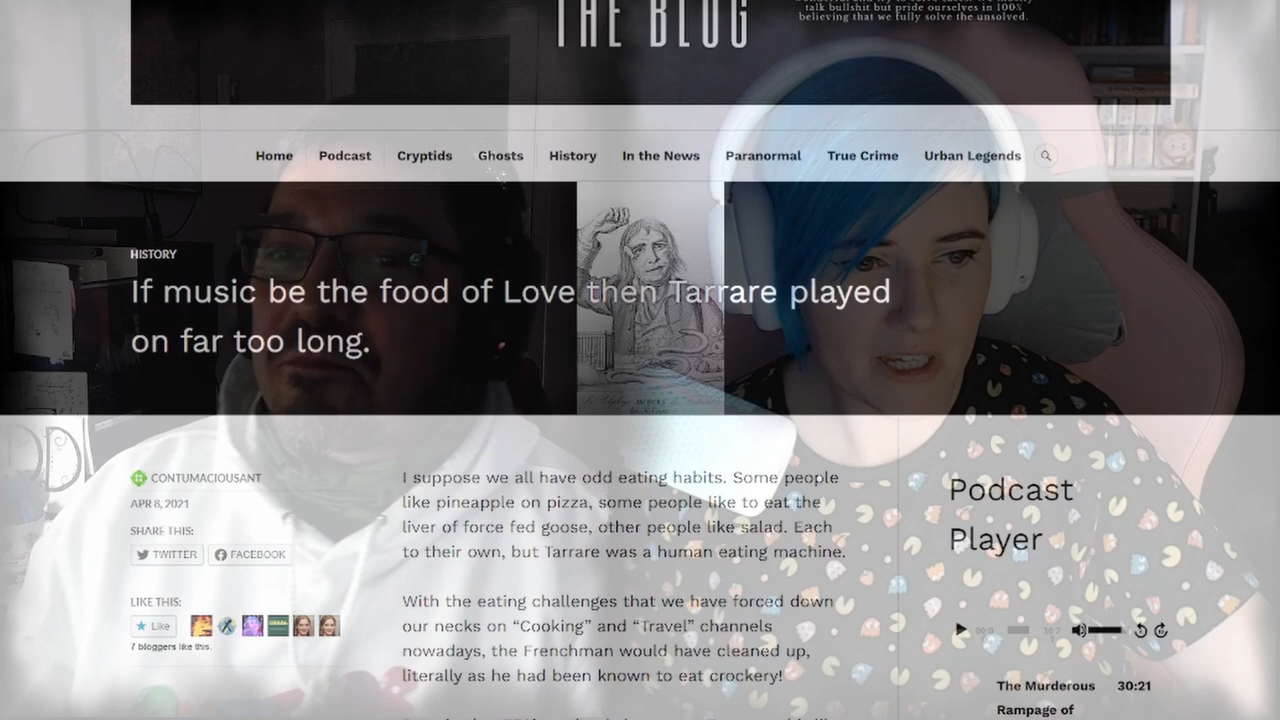 THE BLOG
talk bullshit but pride ourselves in 100%
believing that we fully solve the unsolved.
Home Podcast Cryptids Ghosts History In the News Paranormal True Crime Urban Legends
HISTORY
If music be the food of Love then Tarrare played
on far too long.
CONTUMACIOUSANT
APR 8, 2021
SHARE THIS:
TWITTER FACEBOOK
LIKE THIS:
Like
7 bloggers like this.
I suppose we all have odd eating habits. Some people
like pineapple on pizza, some people like to eat the
liver of force fed goose, other people like salad. Each
to their own, but Tarrare was a human eating machine.
With the eating challenges that we have forced down
our necks on “Cooking” and “Travel” channels
nowadays, the Frenchman would have cleaned up,
literally as he had been known to eat crockery!
Podcast
Player
The Murderous 30:21
Rampage of